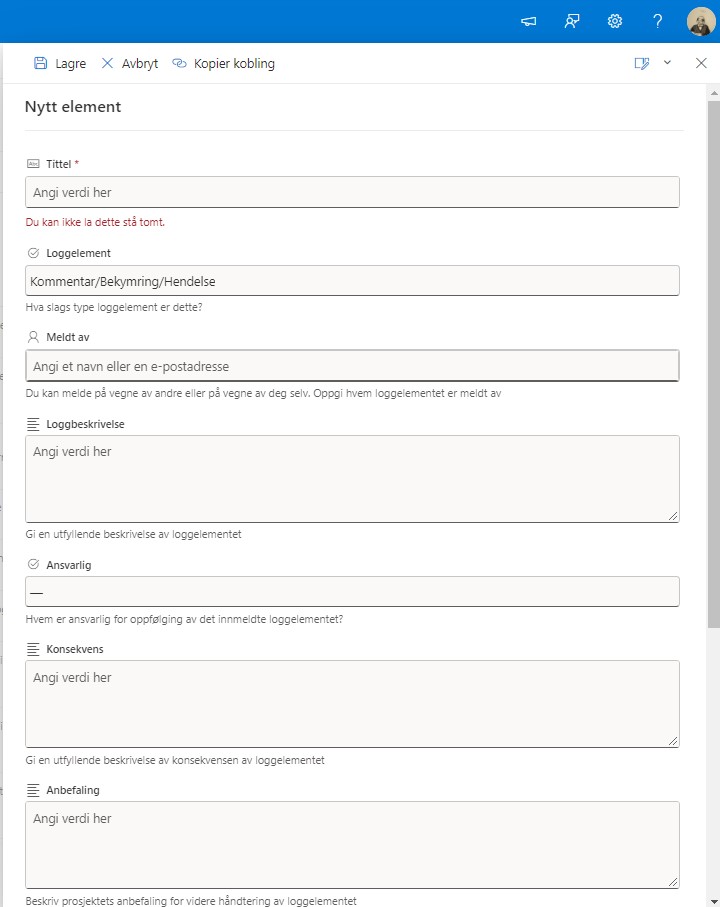 Lagre Avbryt Kopier kobling
Nytt element
Tittel *
Angi verdi her
Du kan ikke la dette stå tomt.
Loggelement
Kommentar/Bekymring/Hendelse
Hva slags type loggelement er dette?
Meldt av
Angi et navn eller en e-postadresse
Du kan melde på vegne av andre eller på vegne av deg selv. Oppgi hvem loggelementet er meldt av
Loggbeskrivelse
Angi verdi her
Gi en utfyllende beskrivelse av loggelementet
Ansvarlig
—
Hvem er ansvarlig for oppfølging av det innmeldte loggelementet?
Konsekvens
Angi verdi her
Gi en utfyllende beskrivelse av konsekvensen av loggelementet
Anbefaling
Angi verdi her
Beskriv prosjektets anbefaling for videre håndtering av loggelementet